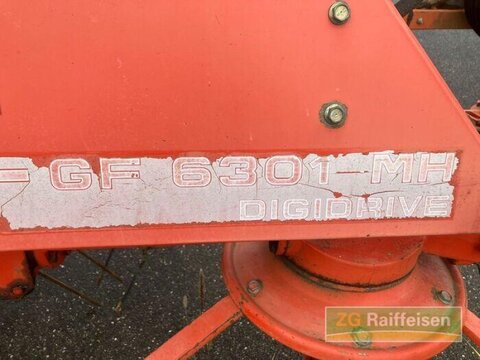 GF 6301 MH
DIGIDRIVE
ZG Raiffeisen